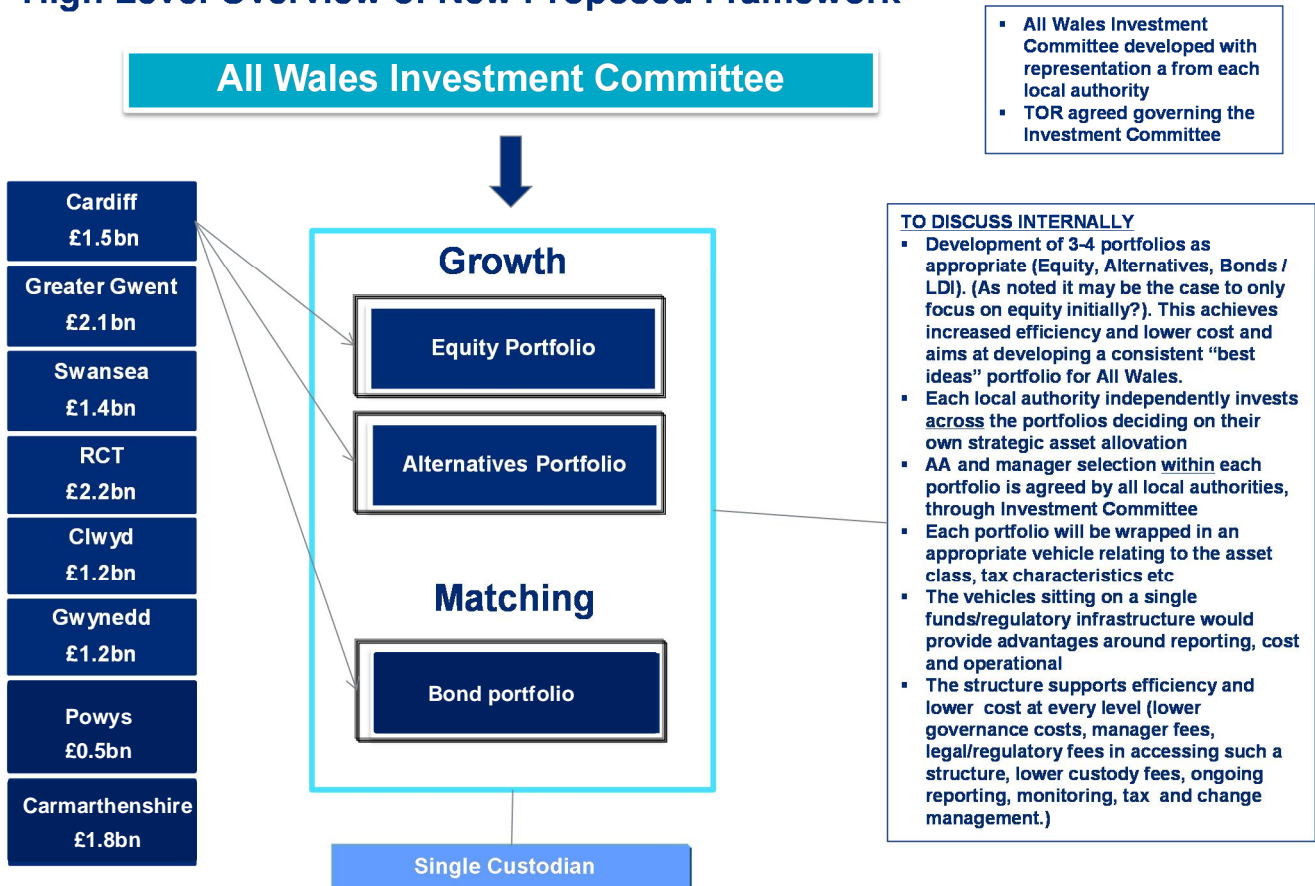 High Level Overview of New Proposed Framework
▪ All Wales Investment
Committee developed with
representation a from each
local authority
▪ TOR agreed governing the
Investment Committee
All Wales Investment Committee
Cardiff
£1.5bn
Greater Gwent
£2.1bn
Swansea
£1.4bn
RCT
£2.2bn
Clwyd
£1.2bn
Gwynedd
£1.2bn
Powys
£0.5bn
Carmarthenshire
£1.8bn
Growth
Equity Portfolio
Alternatives Portfolio
Matching
Bond portfolio
Single Custodian
TO DISCUSS INTERNALLY
▪ Development of 3-4 portfolios as
appropriate (Equity, Alternatives, Bonds /
LDI). (As noted it may be the case to only
focus on equity initially?). This achieves
increased efficiency and lower cost and
aims at developing a consistent “best
ideas” portfolio for All Wales.
▪ Each local authority independently invests
across the portfolios deciding on their
own strategic asset allovation
▪ AA and manager selection within each
portfolio is agreed by all local authorities,
through Investment Committee
▪ Each portfolio will be wrapped in an
appropriate vehicle relating to the asset
class, tax characteristics etc
▪ The vehicles sitting on a single
funds/regulatory infrastructure would
provide advantages around reporting, cost
and operational
▪ The structure supports efficiency and
lower cost at every level (lower
governance costs, manager fees,
legal/regulatory fees in accessing such a
structure, lower custody fees, ongoing
reporting, monitoring, tax and change
management.)